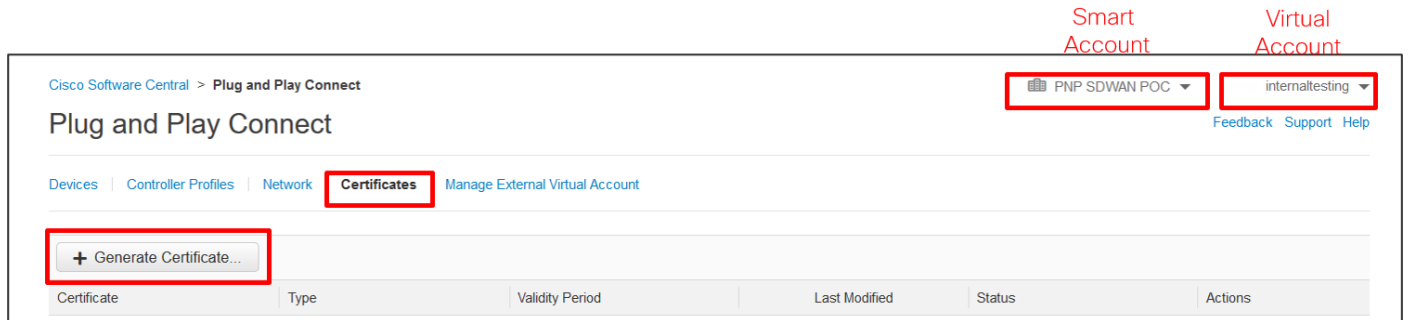 Smart
Account
Virtual
Account
Cisco Software Central > Plug and Play Connect
PNP SDWAN POC
internaltesting
Plug and Play Connect
Feedback Support Help
Devices Controller Profiles Network Certificates Manage External Virtual Account
+ Generate Certificate...
Certificate Type Validity Period Last Modified Status Actions